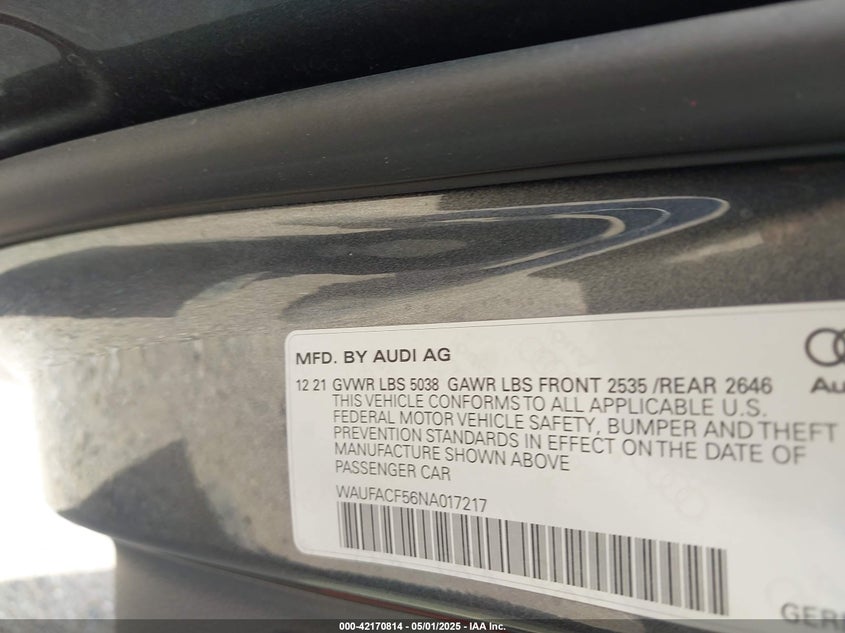 MFD. BY AUDI AG
12 21 GVWR LBS 5038 GAWR LBS FRONT 2535 /REAR 2646
THIS VEHICLE CONFORMS TO ALL APPLICABLE U.S.
FEDERAL MOTOR VEHICLE SAFETY, BUMPER AND THEFT
PREVENTION STANDARDS IN EFFECT ON THE DATE OF
MANUFACTURE SHOWN ABOVE
PASSENGER CAR
WAUFACF56NA017217
000-42170814 - 05/01/2025 - IAA Inc.